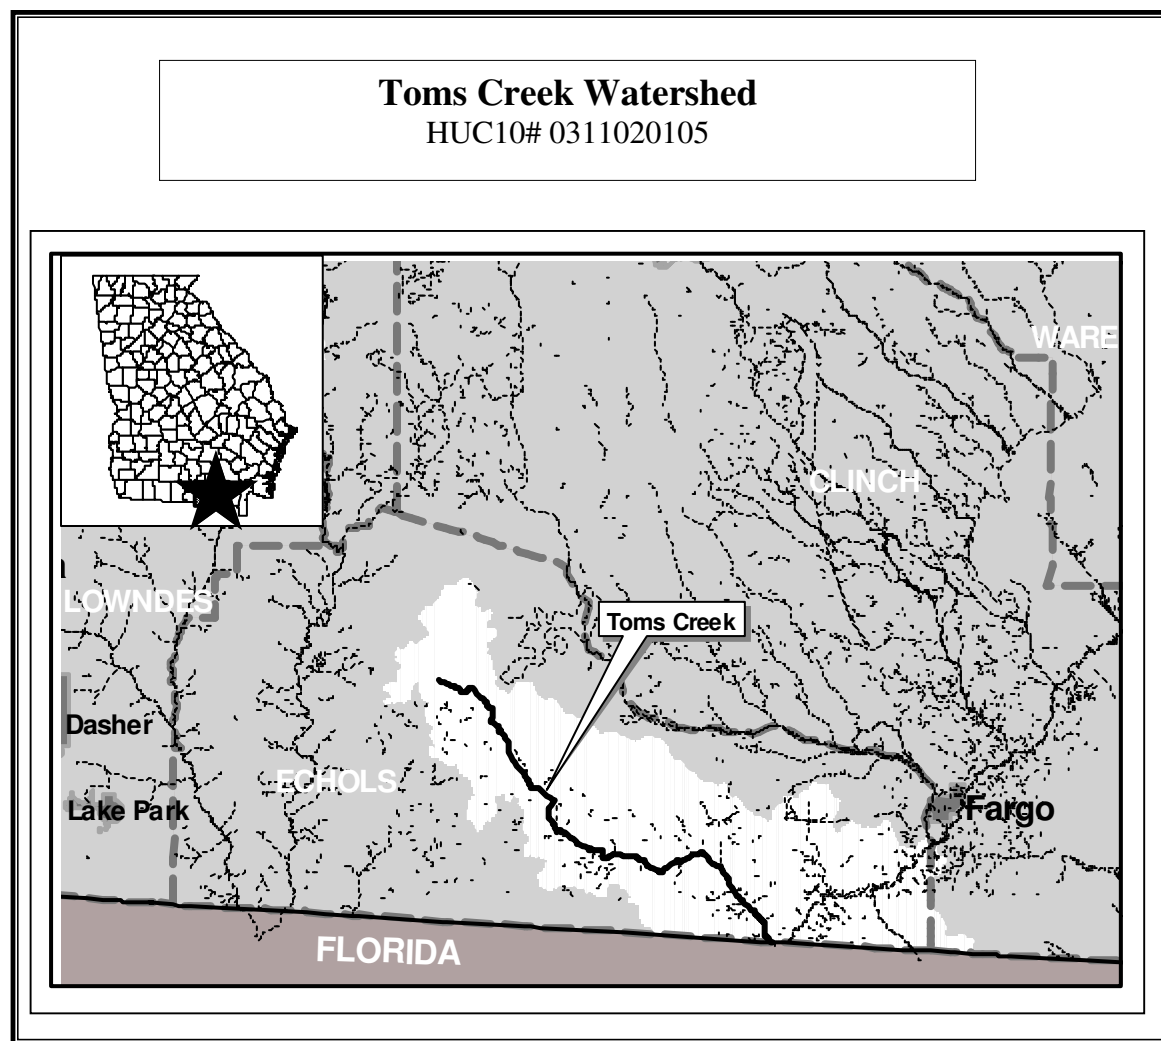 Toms Creek Watershed
HUC10# 0311020105
WARE
CLINCH
LOWNDES
Toms Creek
Dasher
ECHOLS
Lake Park
Fargo
FLORIDA